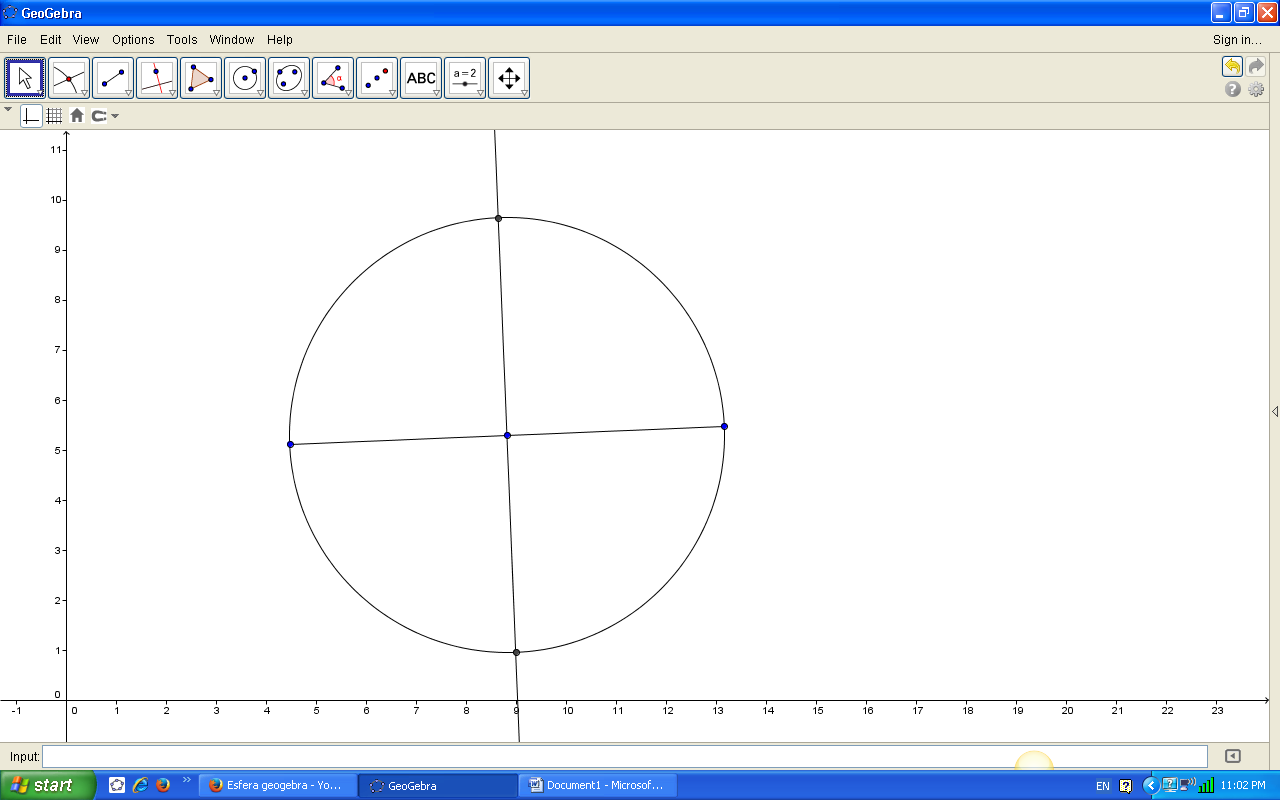 GeoGebra
File Edit View Options Tools Window Help Sign in...
α ABC a = 2
?
11
10
9
8
7
6
5
4
3
2
1
0
-1 0 1 2 3 4 5 6 7 8 9 10 11 12 13 14 15 16 17 18 19 20 21 22 23
Input:
start Esfera geogebra - Yo... GeoGebra Document1 - Microsof... EN ? 11:02 PM